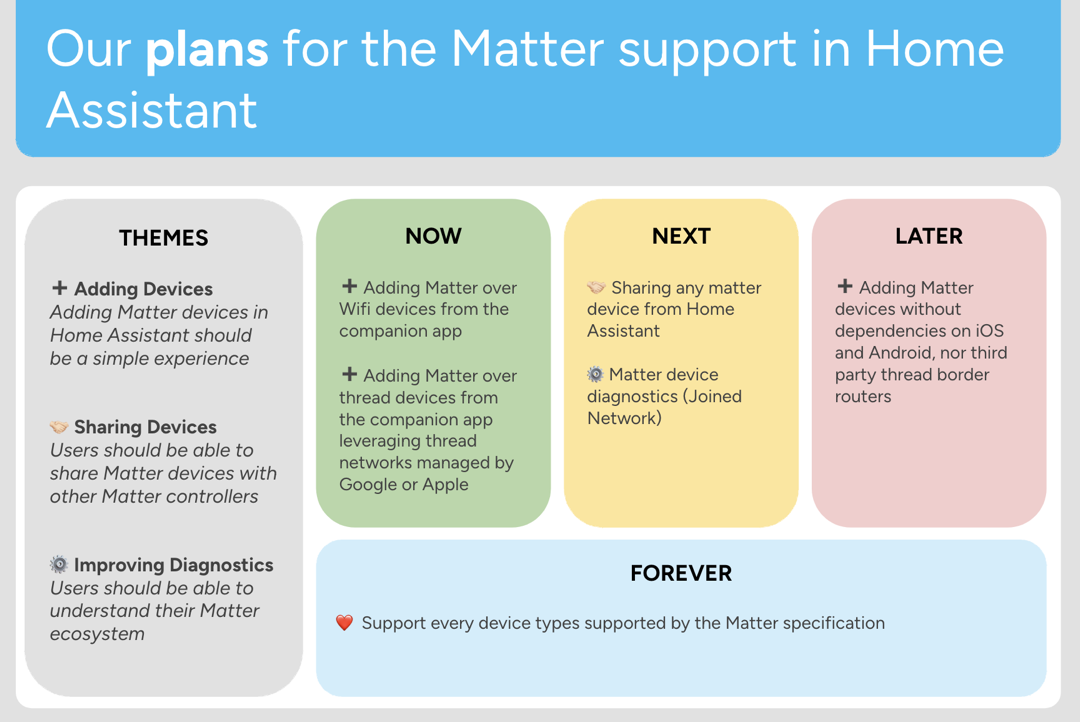 Our plans for the Matter support in Home
Assistant
THEMES
➕ Adding Devices
Adding Matter devices in
Home Assistant should
be a simple experience
🤝🏻 Sharing Devices
Users should be able to
share Matter devices with
other Matter controllers
⚙️ Improving Diagnostics
Users should be able to
understand their Matter
ecosystem
NOW
➕ Adding Matter over
Wifi devices from the
companion app
➕ Adding Matter over
thread devices from
the companion app
leveraging thread
networks managed by
Google or Apple
NEXT
🤝🏻 Sharing any matter
device from Home
Assistant
⚙️ Matter device
diagnostics (Joined
Network)
LATER
➕ Adding Matter
devices without
dependencies on iOS
and Android, nor third
party thread border
routers
FOREVER
❤️ Support every device types supported by the Matter specification